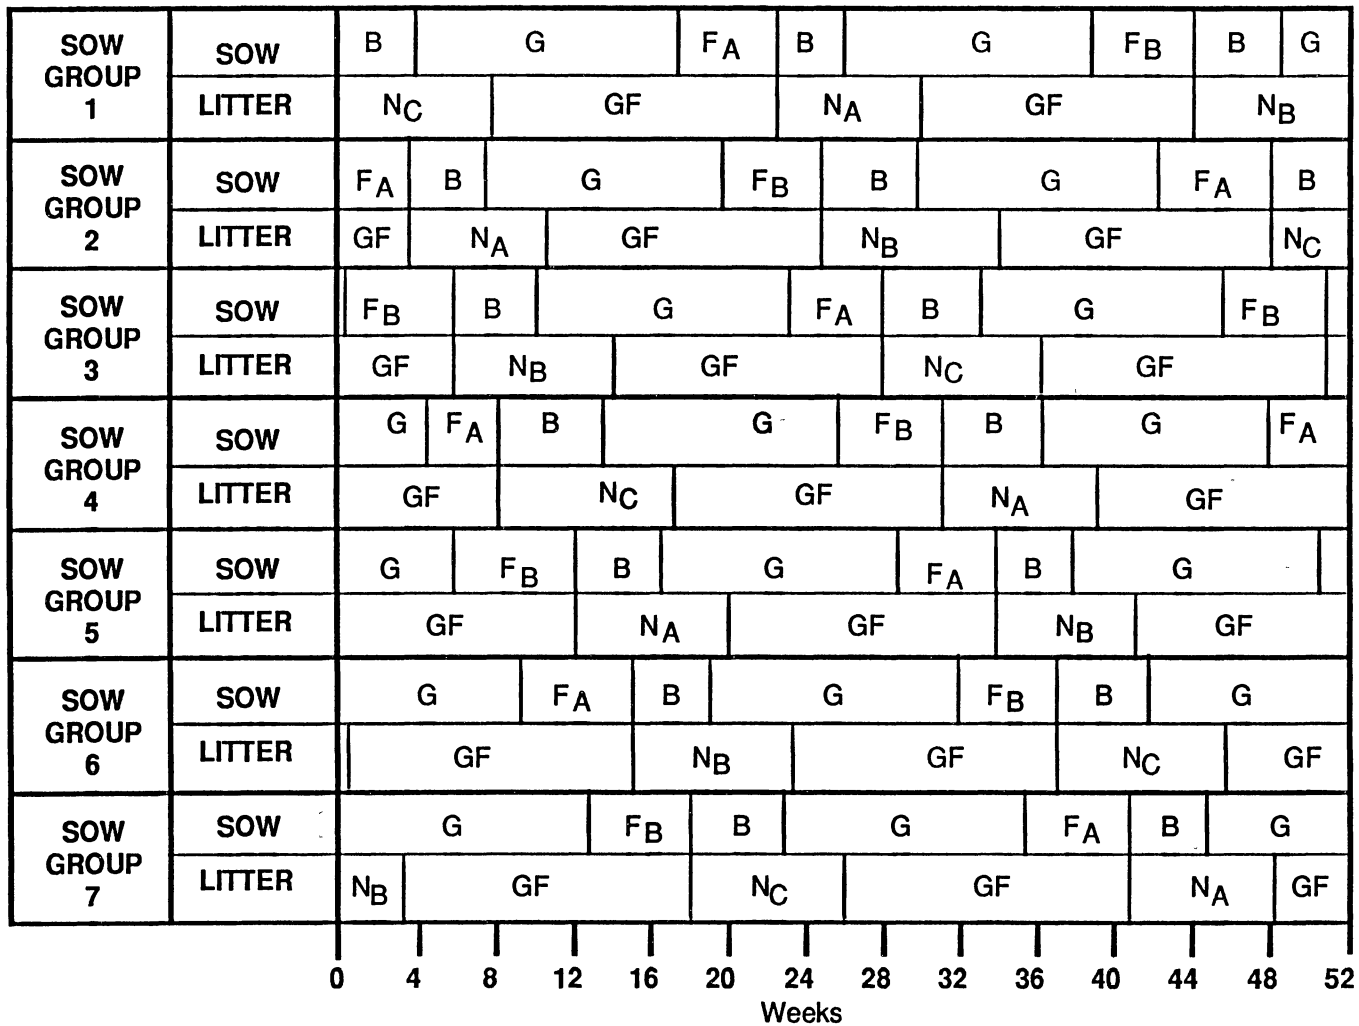 SOW GROUP 1
SOW B G FA B G FB B G
LITTER NC GF NA GF NB
SOW GROUP 2
SOW FA B G FB B G FA B
LITTER GF NA GF NB GF NC
SOW GROUP 3
SOW FB B G FA B G FB
LITTER GF NB GF NC GF
SOW GROUP 4
SOW G FA B G FB B G FA
LITTER GF NC GF NA GF
SOW GROUP 5
SOW G FB B G FA B G
LITTER GF NA GF NB GF
SOW GROUP 6
SOW G FA B G FB B G
LITTER GF NB GF NC GF
SOW GROUP 7
SOW G FB B G FA B G
LITTER NB GF NC GF NA GF
0 4 8 12 16 20 24 28 32 36 40 44 48 52
Weeks